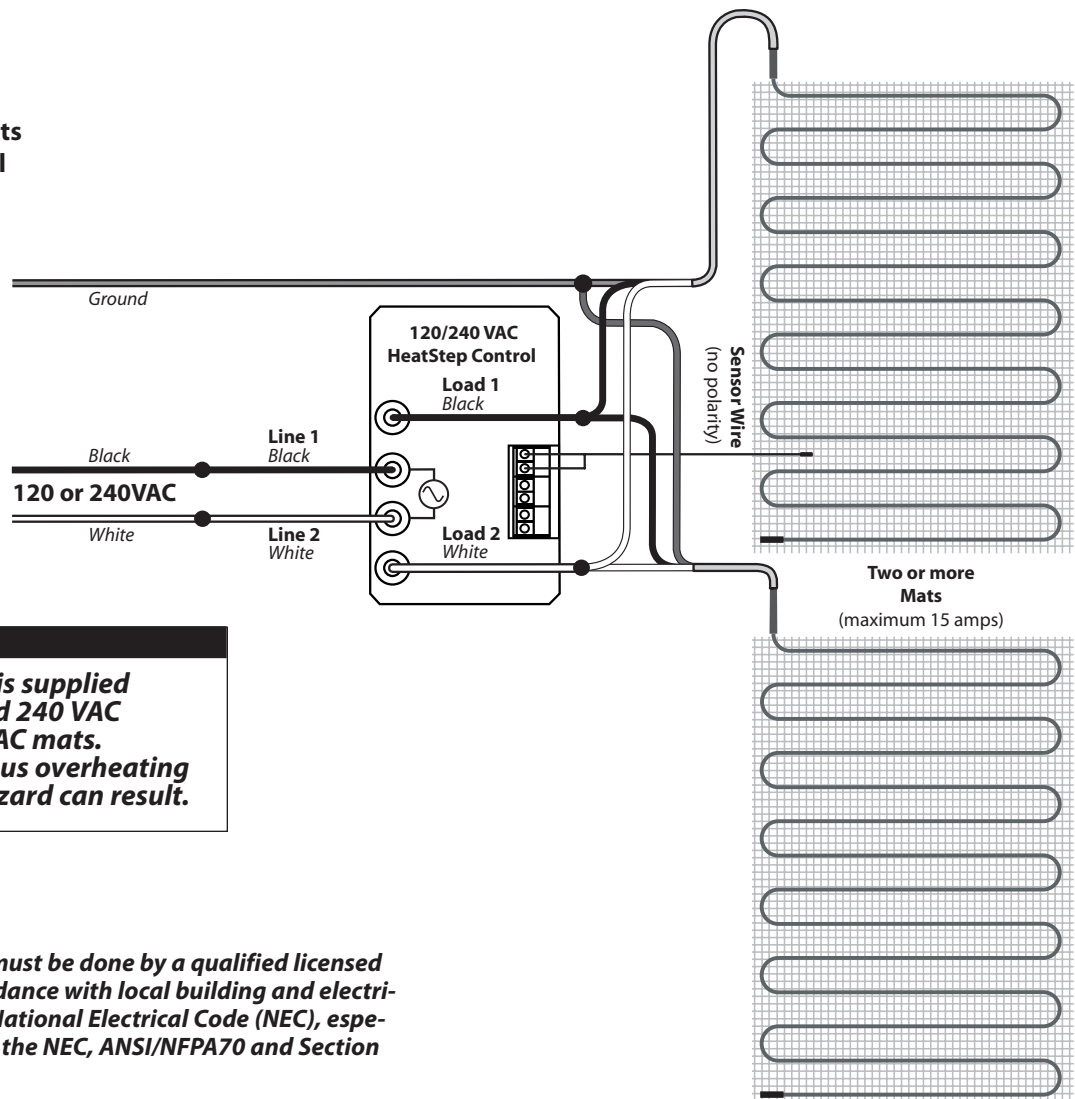 ts
l
Ground
120/240 VAC
HeatStep Control
Load 1
Black
Sensor Wire
(no polarity)
Black
Line 1
Black
120 or 240VAC
White
Line 2
White
Load 2
White
Two or more
Mats
(maximum 15 amps)
is supplied
d 240 VAC
AC mats.
us overheating
zard can result.
must be done by a qualified licensed
dance with local building and electri-
National Electrical Code (NEC), espe-
the NEC, ANSI/NFPA70 and Section